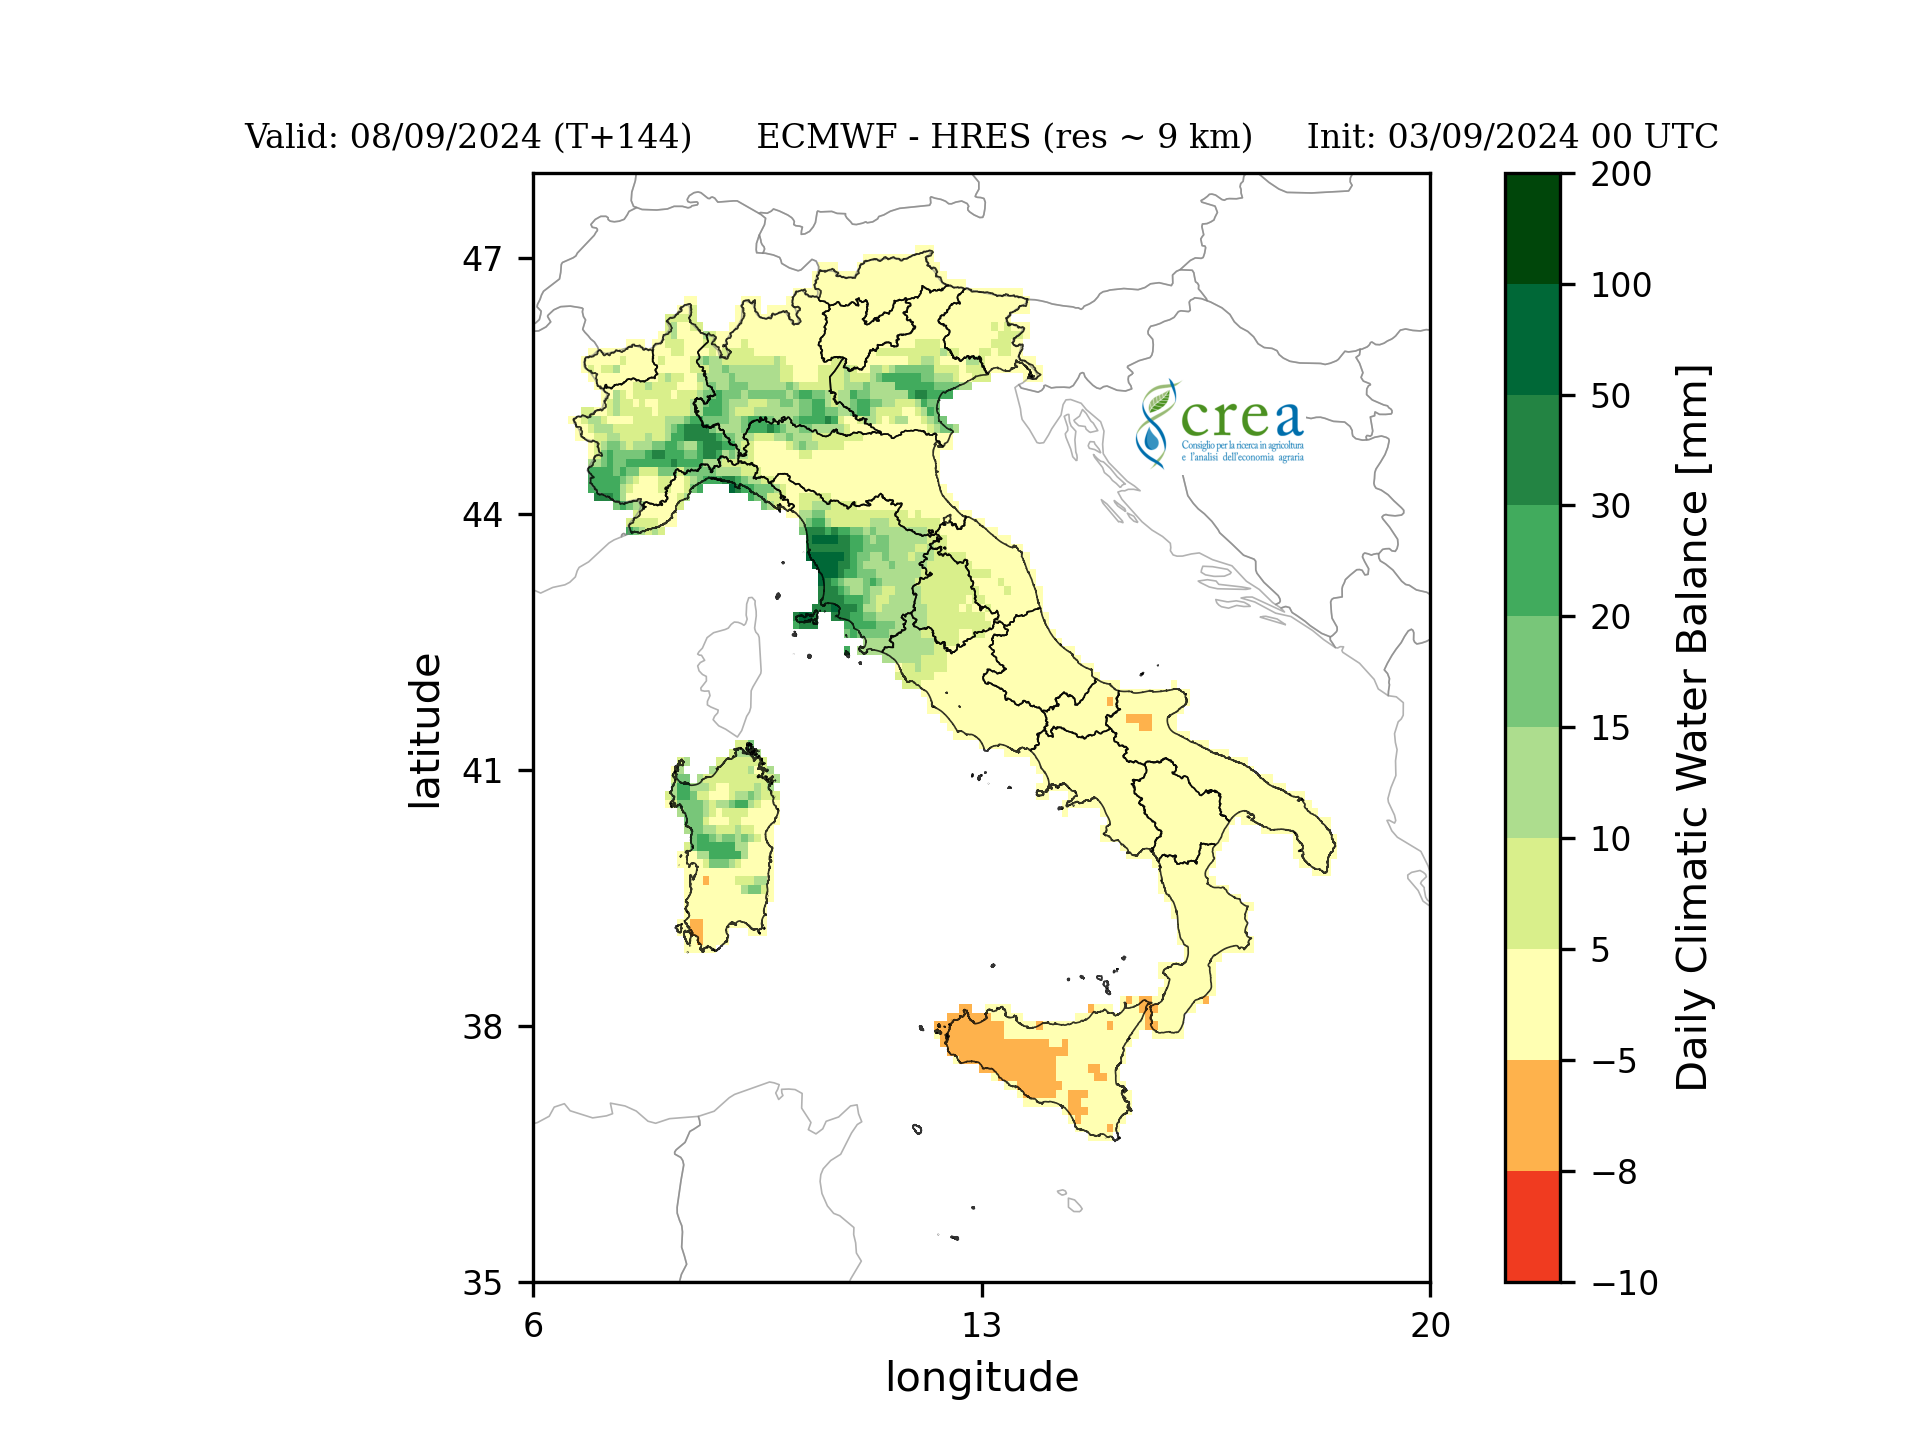 Valid: 08/09/2024 (T+144) ECMWF - HRES (res ~ 9 km) Init: 03/09/2024 00 UTC
47
44
41
38
35
latitude
6
13
20
longitude
crea
Consiglio per la ricerca in agricoltura
e l'analisi dell'economia agraria
200
100
50
30
20
15
10
5
−5
−8
−10
Daily Climatic Water Balance [mm]